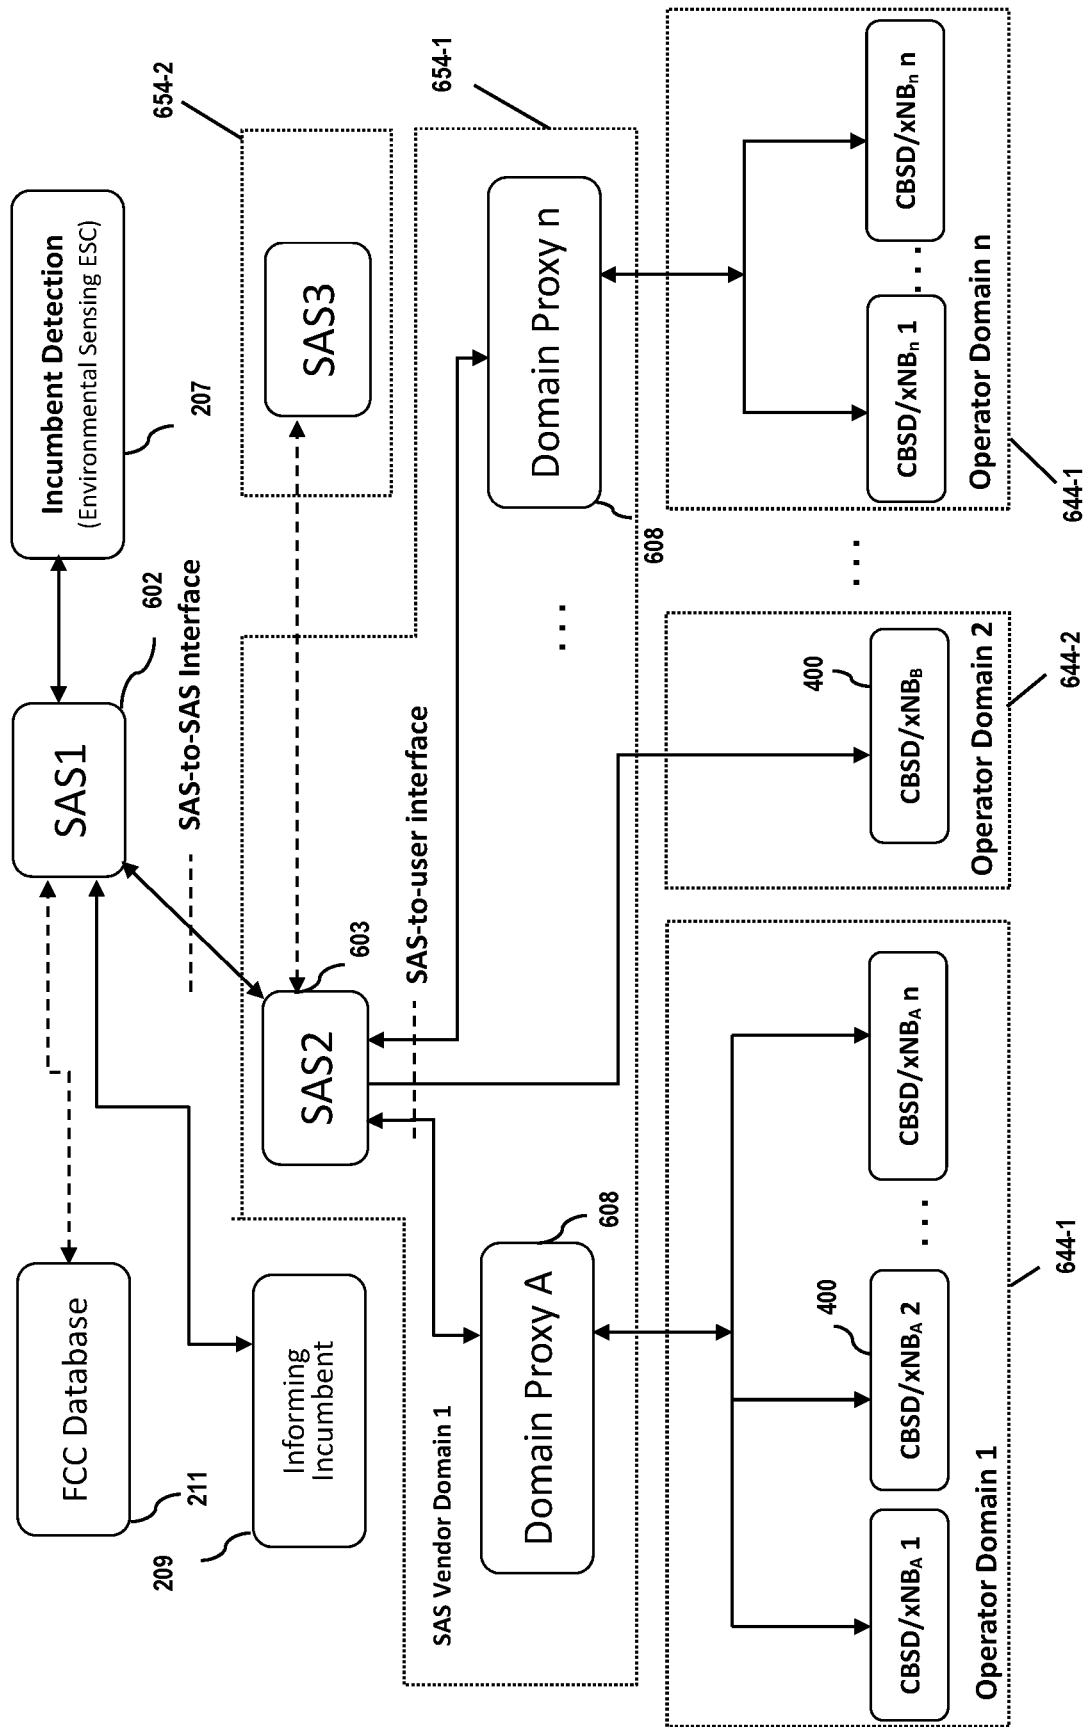 FCC Database
211
SAS1
602
Incumbent Detection
(Environmental Sensing ESC)
207
209
Informing
Incumbent
SAS-to-SAS Interface
SAS2
603
SAS3
654-2
SAS-to-user interface
654-1
SAS Vendor Domain 1
Domain Proxy A
608
. . .
Domain Proxy n
608
CBSD/xNB_A 1
CBSD/xNB_A 2
400
. . .
CBSD/xNB_A n
Operator Domain 1
644-1
CBSD/xNB_B
400
Operator Domain 2
644-2
. . .
CBSD/xNB_n 1
. . .
CBSD/xNB_n n
Operator Domain n
644-1